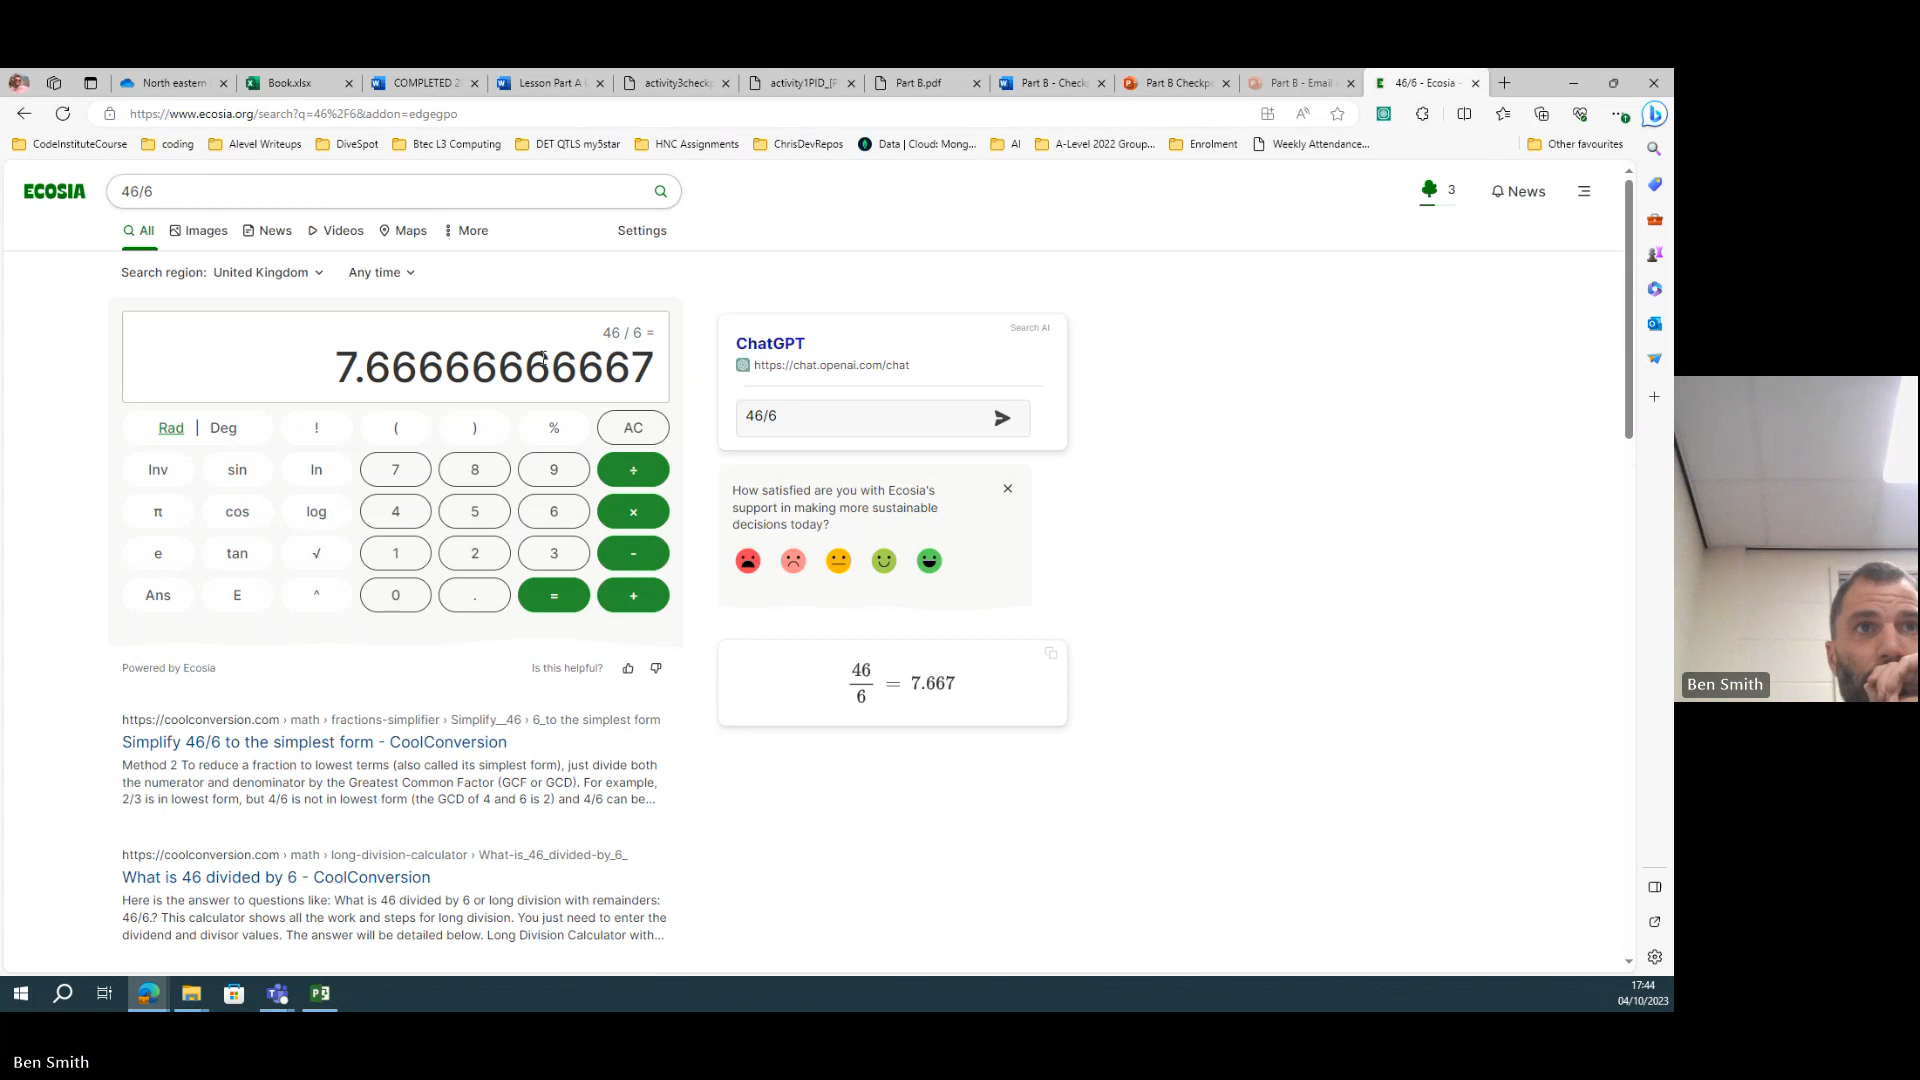 North eastern
Book.xlsx
COMPLETED 2
Lesson Part A C
activity3check
activity1PID_[F
Part B.pdf
Part B - Check
Part B Checkpo
Part B - Email
46/6 - Ecosia -
https://www.ecosia.org/search?q=46%2F6&addon=edgegpo
CodeInstituteCourse
coding
Alevel Writeups
DiveSpot
Btec L3 Computing
DET QTLS my5star
HNC Assignments
ChrisDevRepos
Data | Cloud: Mong...
AI
A-Level 2022 Group...
Enrolment
Weekly Attendance...
Other favourites
ECOSIA
46/6
3
News
All
Images
News
Videos
Maps
More
Settings
Search region: United Kingdom
Any time
46 / 6 =
7.66666666667
Rad | Deg
!
(
)
%
AC
Inv
sin
ln
7
8
9
÷
π
cos
log
4
5
6
×
e
tan
√
1
2
3
-
Ans
E
^
0
.
=
+
Powered by Ecosia
Is this helpful?
Search AI
ChatGPT
https://chat.openai.com/chat
46/6
How satisfied are you with Ecosia's
support in making more sustainable
decisions today?
46
6
= 7.667
https://coolconversion.com › math › fractions-simplifier › Simplify__46 › 6_to the simplest form
Simplify 46/6 to the simplest form - CoolConversion
Method 2 To reduce a fraction to lowest terms (also called its simplest form), just divide both
the numerator and denominator by the Greatest Common Factor (GCF or GCD). For example,
2/3 is in lowest form, but 4/6 is not in lowest form (the GCD of 4 and 6 is 2) and 4/6 can be...
https://coolconversion.com › math › long-division-calculator › What-is_46_divided-by_6_
What is 46 divided by 6 - CoolConversion
Here is the answer to questions like: What is 46 divided by 6 or long division with remainders:
46/6.? This calculator shows all the work and steps for long division. You just need to enter the
dividend and divisor values. The answer will be detailed below. Long Division Calculator with...
17:44
04/10/2023
Ben Smith
Ben Smith